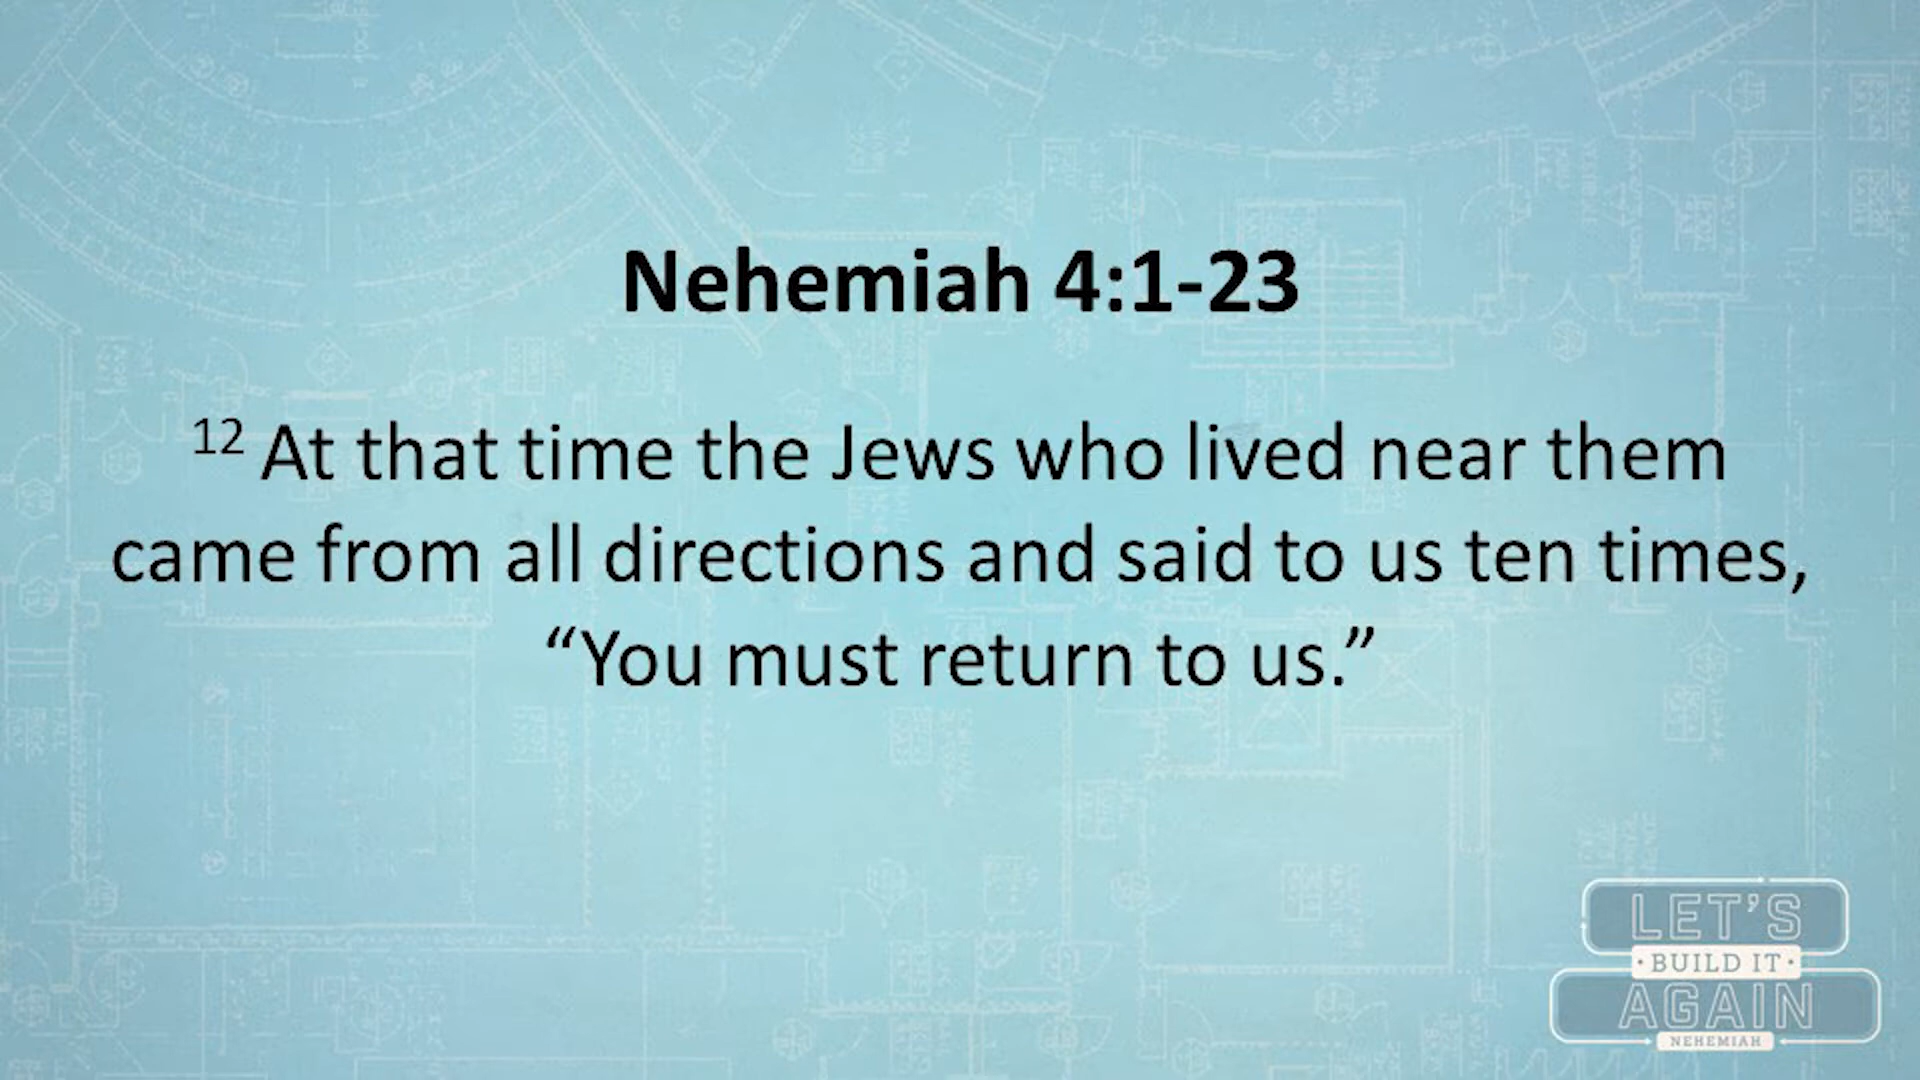 Nehemiah 4:1-23
12 At that time the Jews who lived near them
came from all directions and said to us ten times,
“You must return to us.”
LET'S
• BUILD IT •
AGAIN
NEHEMIAH